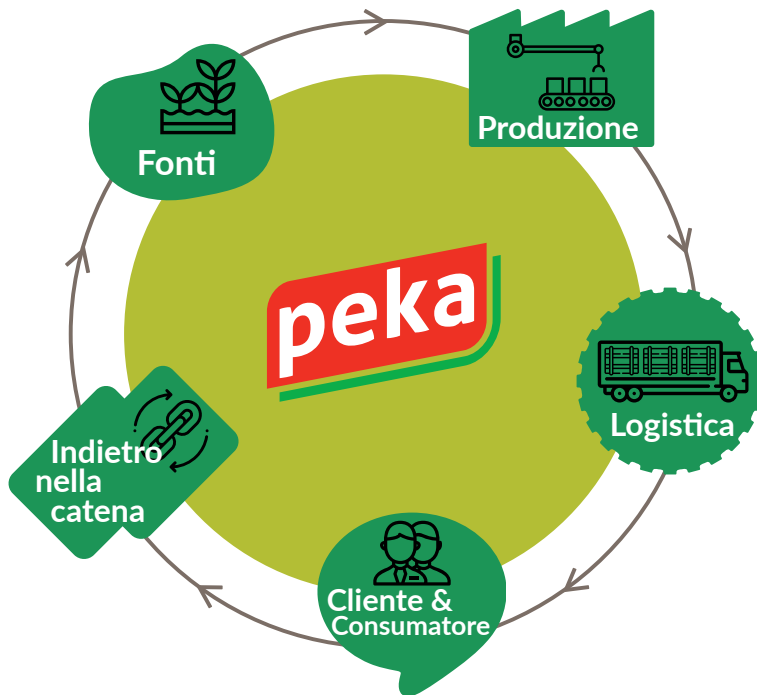 Fonti
Produzione
peka
Logistica
Indietro
nella
catena
Cliente &
Consumatore